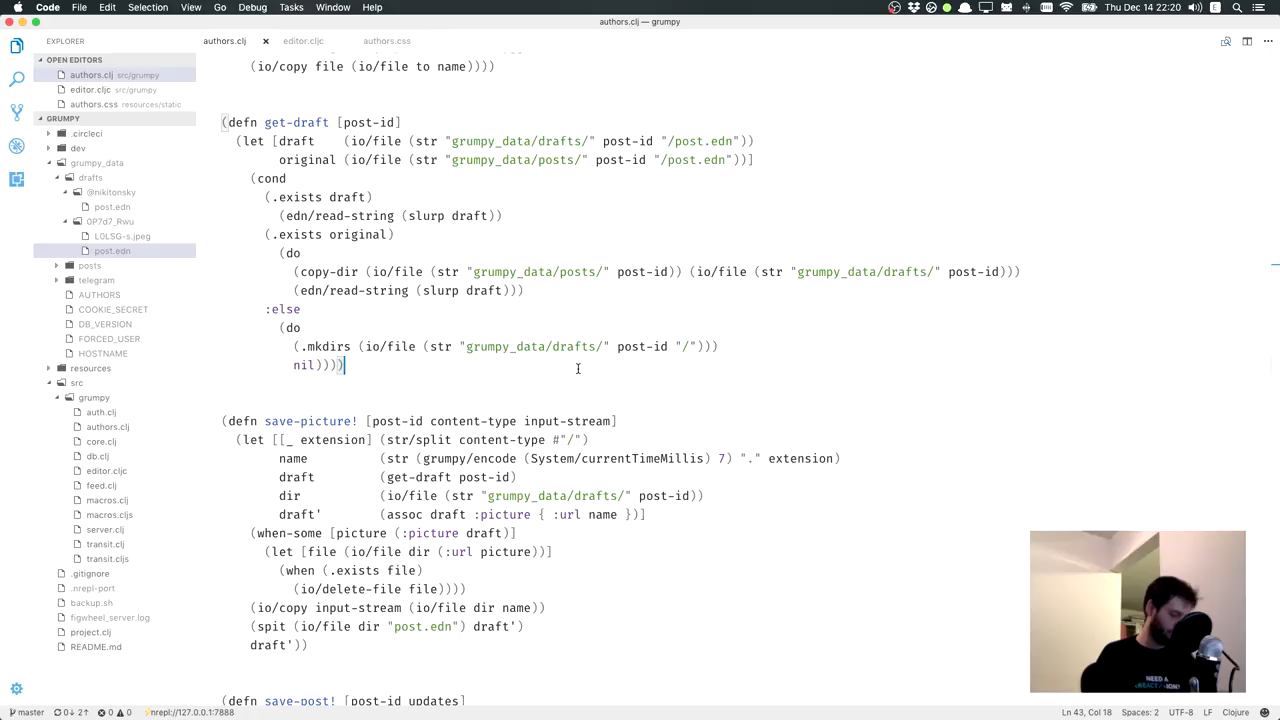 Code File Edit Selection View Go Debug Window Help
Thu Dec 14 22:20
authors.clj — grumpy
EXPLORER
OPEN EDITORS
authors.clj src/grumpy
editor.cljc src/grumpy
authors.css resources/static
GRUMPY
.circleci
dev
grumpy_data
drafts
@nikitonsky
post.edn
0P7d7_Rwu
L0LSG-s.jpeg
post.edn
posts
telegram
AUTHORS
COOKIE_SECRET
DB_VERSION
FORCED_USER
HOSTNAME
resources
src
grumpy
auth.clj
authors.clj
core.clj
db.clj
editor.cljc
feed.clj
macros.clj
macros.cljs
server.clj
transit.clj
transit.cljs
.gitignore
.nrepl-port
backup.sh
figwheel_server.log
project.clj
README.md
authors.clj editor.cljc authors.css
(io/copy file (io/file to name))))
(defn get-draft [post-id]
(let [draft (io/file (str "grumpy_data/drafts/" post-id "/post.edn"))
original (io/file (str "grumpy_data/posts/" post-id "/post.edn"))]
(cond
(.exists draft)
(edn/read-string (slurp draft))
(.exists original)
(do
(copy-dir (io/file (str "grumpy_data/posts/" post-id)) (io/file (str "grumpy_data/drafts/" post-id)))
(edn/read-string (slurp draft)))
:else
(do
(.mkdirs (io/file (str "grumpy_data/drafts/" post-id "/")))
nil))))
(defn save-picture! [post-id content-type input-stream]
(let [[_ extension] (str/split content-type #"/")
name (str (grumpy/encode (System/currentTimeMillis) 7) "." extension)
draft (get-draft post-id)
dir (io/file (str "grumpy_data/drafts/" post-id))
draft' (assoc draft :picture { :url name })]
(when-some [picture (:picture draft)]
(let [file (io/file dir (:url picture))]
(when (.exists file)
(io/delete-file file))))
(io/copy input-stream (io/file dir name))
(spit (io/file dir "post.edn") draft')
draft'))
(defn save-post! [post-id updates]
NEED A
master 0↓ 2↑ 0 0 nrepl://127.0.0.1:7888
Ln 43, Col 18 Spaces: 2 UTF-8 LF Clojure